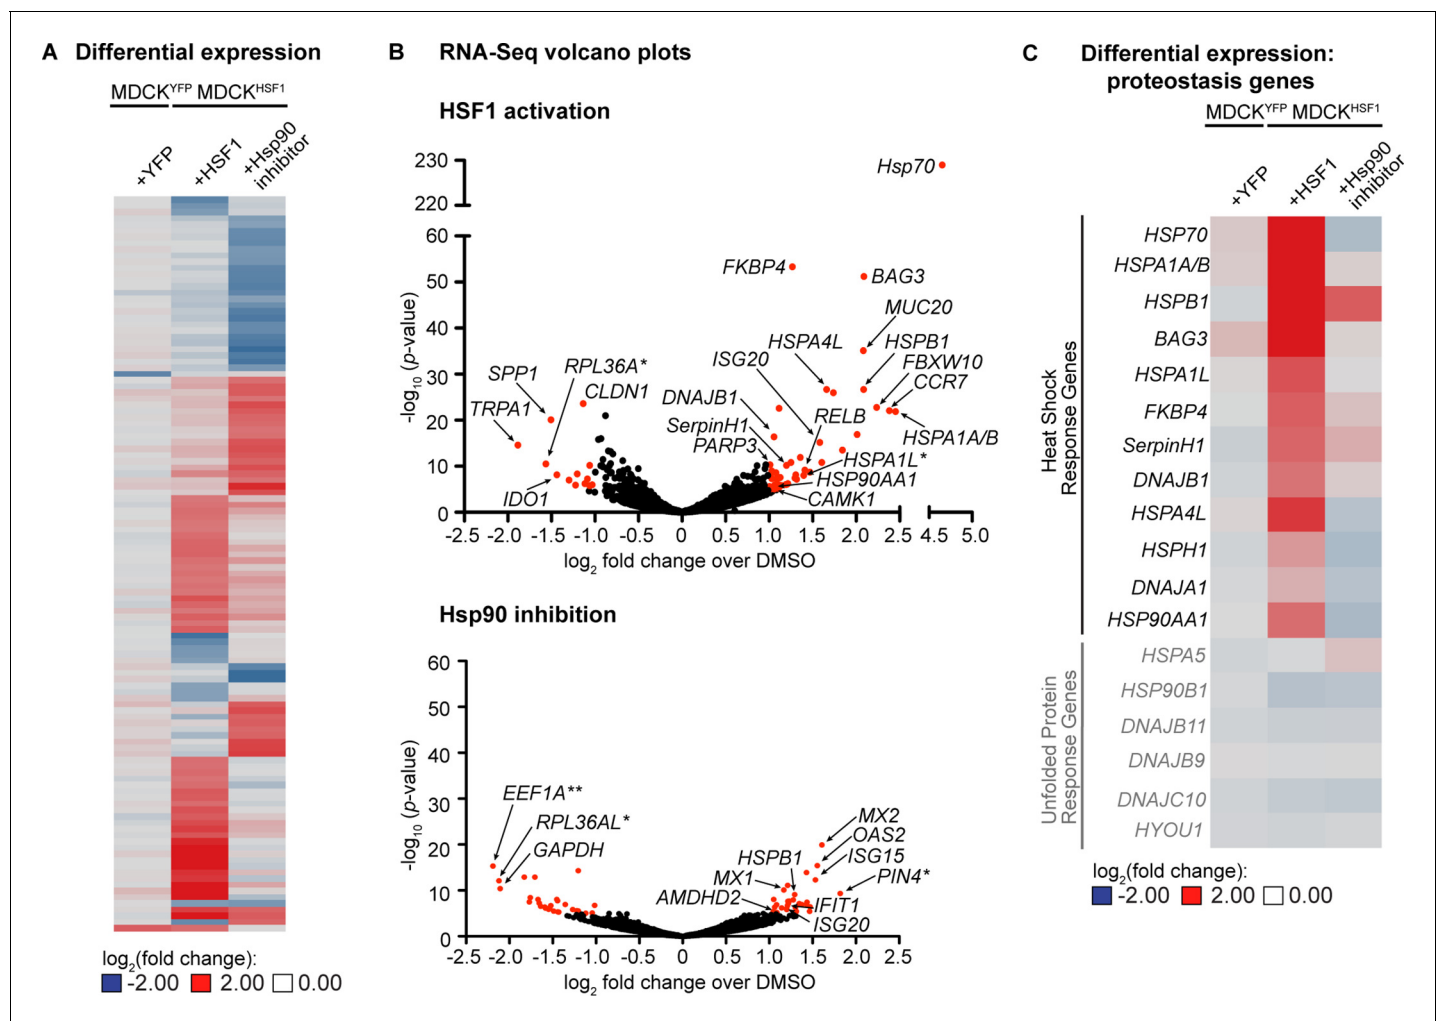 A Differential expression
MDCK^YFP MDCK^HSF1
+YFP
+HSF1
+Hsp90
inhibitor
log2(fold change):
-2.00 2.00 0.00
B RNA-Seq volcano plots
HSF1 activation
-log10 (p-value)
230
220
60
50
40
30
20
10
0
Hsp70
FKBP4
BAG3
MUC20
HSPA4L
HSPB1
ISG20
FBXW10
RPL36A*
CCR7
SPP1
CLDN1
DNAJB1
TRPA1
RELB
SerpinH1
HSPA1A/B
PARP3
HSPA1L*
HSP90AA1
IDO1
CAMK1
-2.5 -2.0 -1.5 -1.0 -0.5 0 0.5 1.0 1.5 2.0 2.5 4.5 5.0
log2 fold change over DMSO
Hsp90 inhibition
-log10 (p-value)
60
50
40
30
20
10
0
EEF1A**
RPL36AL*
GAPDH
MX2
OAS2
HSPB1
ISG15
MX1
PIN4*
AMDHD2
IFIT1
ISG20
-2.5 -2.0 -1.5 -1.0 -0.5 0 0.5 1.0 1.5 2.0 2.5
log2 fold change over DMSO
C Differential expression:
proteostasis genes
MDCK^YFP MDCK^HSF1
+YFP
+HSF1
+Hsp90
inhibitor
Heat Shock
Response Genes
HSP70
HSPA1A/B
HSPB1
BAG3
HSPA1L
FKBP4
SerpinH1
DNAJB1
HSPA4L
HSPH1
DNAJA1
HSP90AA1
Unfolded Protein
Response Genes
HSPA5
HSP90B1
DNAJB11
DNAJB9
DNAJC10
HYOU1
log2(fold change):
-2.00 2.00 0.00